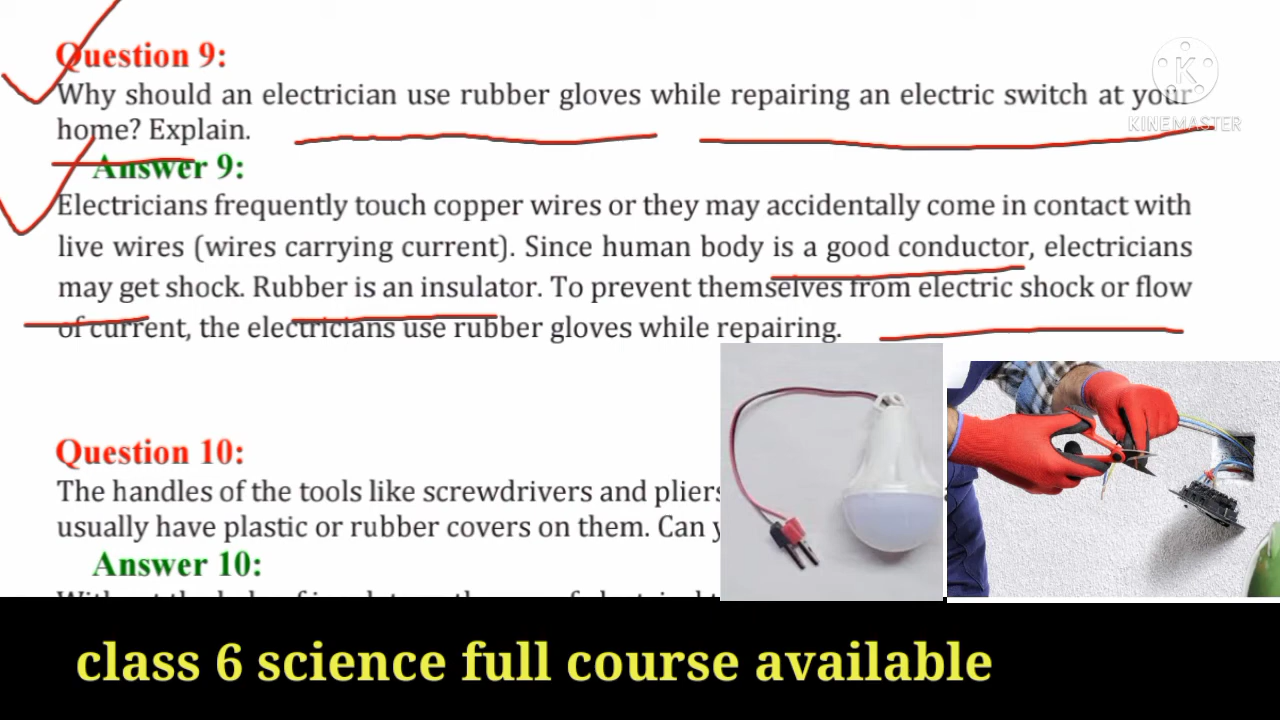 Question 9:
Why should an electrician use rubber gloves while repairing an electric switch at your
home? Explain.
Answer 9:
Electricians frequently touch copper wires or they may accidentally come in contact with
live wires (wires carrying current). Since human body is a good conductor, electricians
may get shock. Rubber is an insulator. To prevent themselves from electric shock or flow
of current, the electricians use rubber gloves while repairing.
Question 10:
The handles of the tools like screwdrivers and pliers
usually have plastic or rubber covers on them. Can
Answer 10:
class 6 science full course available
K
KINEMASTER